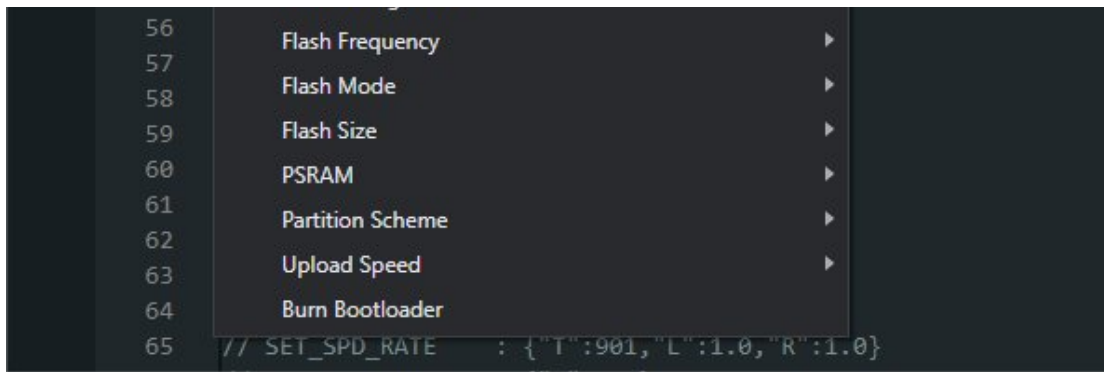 56
Flash Frequency
57
Flash Mode
58
59
Flash Size
60
PSRAM
61
Partition Scheme
62
63
Upload Speed
64
Burn Bootloader
65 // SET_SPD_RATE : {"T":901,"L":1.0,"R":1.0}